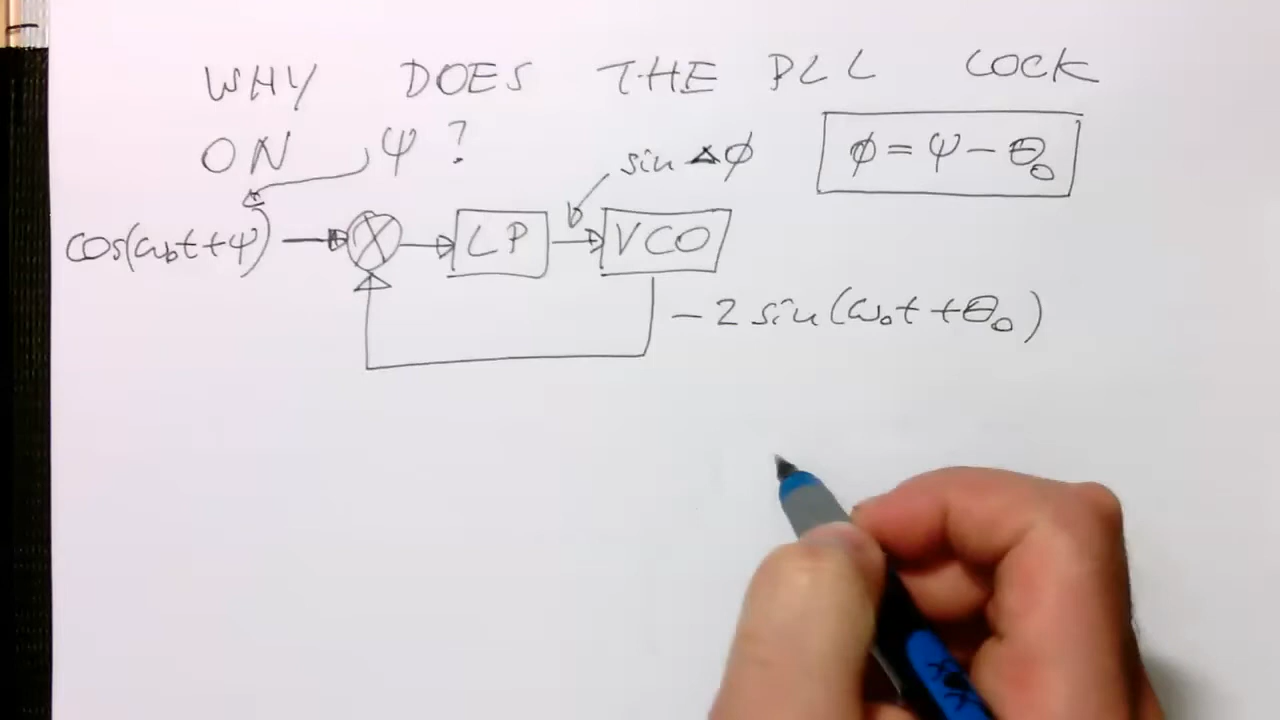 WHY DOES THE PLL LOCK
ON ψ ?
sin Δϕ
ϕ = ψ − θ₀
cos(ω₀t + ψ)
X
LP
VCO
− 2 sin(ω₀t + θ₀)